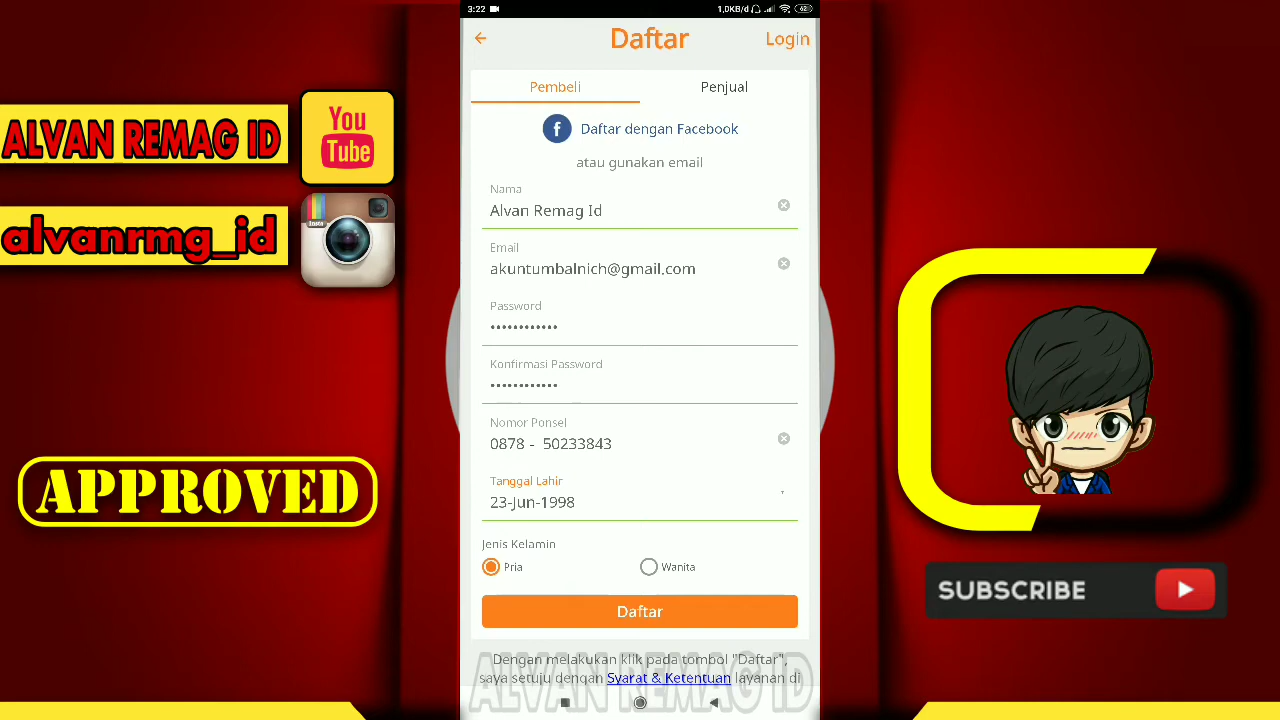 3:22
1,0KB/d
62
Daftar
Login
Pembeli
Penjual
Daftar dengan Facebook
atau gunakan email
Nama
Alvan Remag Id
Email
akuntumbalnich@gmail.com
Password
••••••••••••
Konfirmasi Password
••••••••••••
Nomor Ponsel
0878 - 50233843
Tanggal Lahir
23-Jun-1998
Jenis Kelamin
Pria
Wanita
Daftar
Dengan melakukan klik pada tombol "Daftar",
saya setuju dengan Syarat & Ketentuan layanan di
ALVAN REMAG ID
ALVAN REMAG ID
You
Tube
alvanrmg_id
Insta
APPROVED
SUBSCRIBE